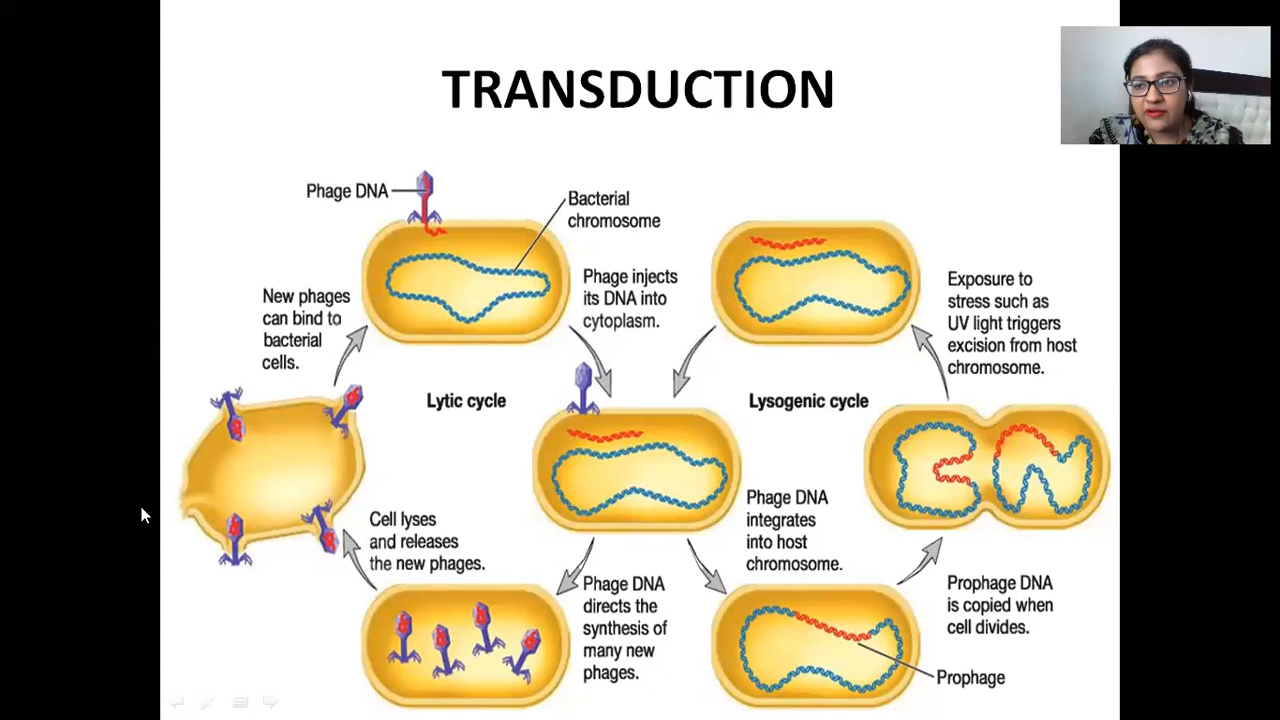 TRANSDUCTION
Phage DNA
Bacterial
chromosome
Phage injects
its DNA into
cytoplasm.
New phages
can bind to
bacterial
cells.
Exposure to
stress such as
UV light triggers
excision from host
chromosome.
Lytic cycle
Lysogenic cycle
Cell lyses
and releases
the new phages.
Phage DNA
integrates
into host
chromosome.
Phage DNA
directs the
synthesis of
many new
phages.
Prophage DNA
is copied when
cell divides.
Prophage